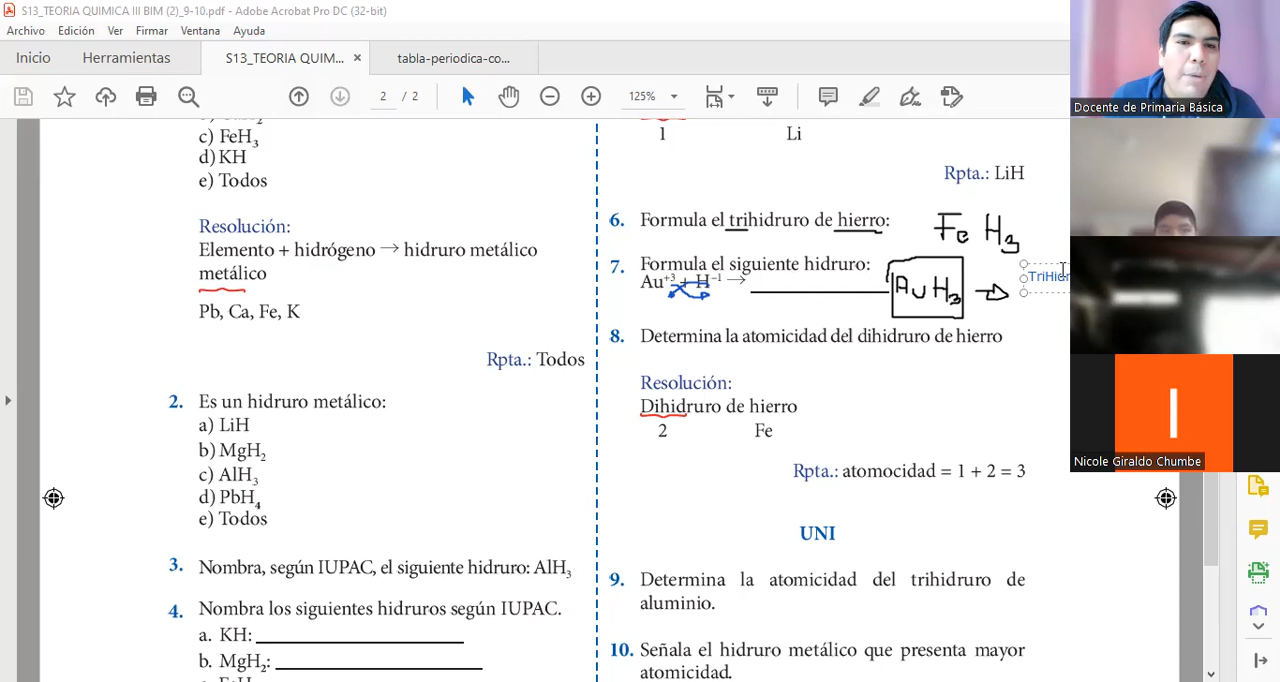 S13_TEORIA QUIMICA III BIM (2)_9-10.pdf - Adobe Acrobat Pro DC (32-bit)
Archivo Edición Ver Firmar Ventana Ayuda
Inicio Herramientas S13_TEORIA QUIM... × tabla-periodica-co...
2 / 2 125%
c) FeH₃
d) KH
e) Todos
Resolución:
Elemento + hidrógeno → hidruro metálico
metálico
Pb, Ca, Fe, K
Rpta.: Todos
2. Es un hidruro metálico:
a) LiH
b) MgH₂
c) AlH₃
d) PbH₄
e) Todos
3. Nombra, según IUPAC, el siguiente hidruro: AlH₃
4. Nombra los siguientes hidruros según IUPAC.
a. KH:
b. MgH₂:
1 Li
Rpta.: LiH
6. Formula el trihidruro de hierro: Fe H₃
7. Formula el siguiente hidruro:
Au⁺³ + H⁻¹ → AuH₃ → TriHidr
8. Determina la atomicidad del dihidruro de hierro
Resolución:
Dihidruro de hierro
2 Fe
Rpta.: atomocidad = 1 + 2 = 3
UNI
9. Determina la atomicidad del trihidruro de
aluminio.
10. Señala el hidruro metálico que presenta mayor
atomicidad.
Docente de Primaria Básica
I
Nicole Giraldo Chumbe